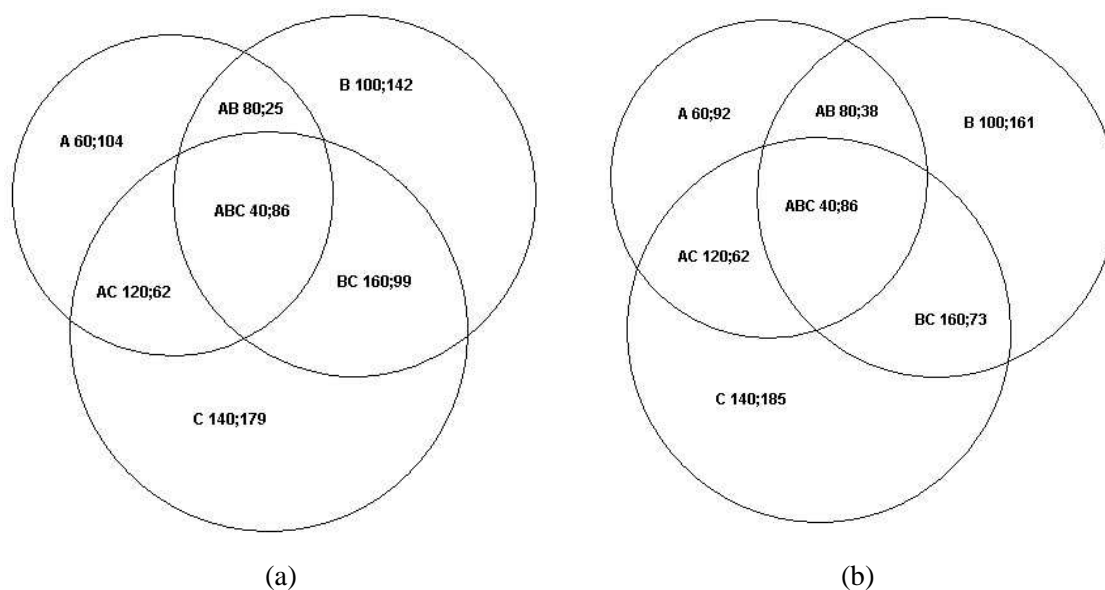 B 100;142
AB 80;25
A 60;104
ABC 40;86
BC 160;99
AC 120;62
C 140;179
(a)
A 60;92
AB 80;38
B 100;161
ABC 40;86
AC 120;62
BC 160;73
C 140;185
(b)